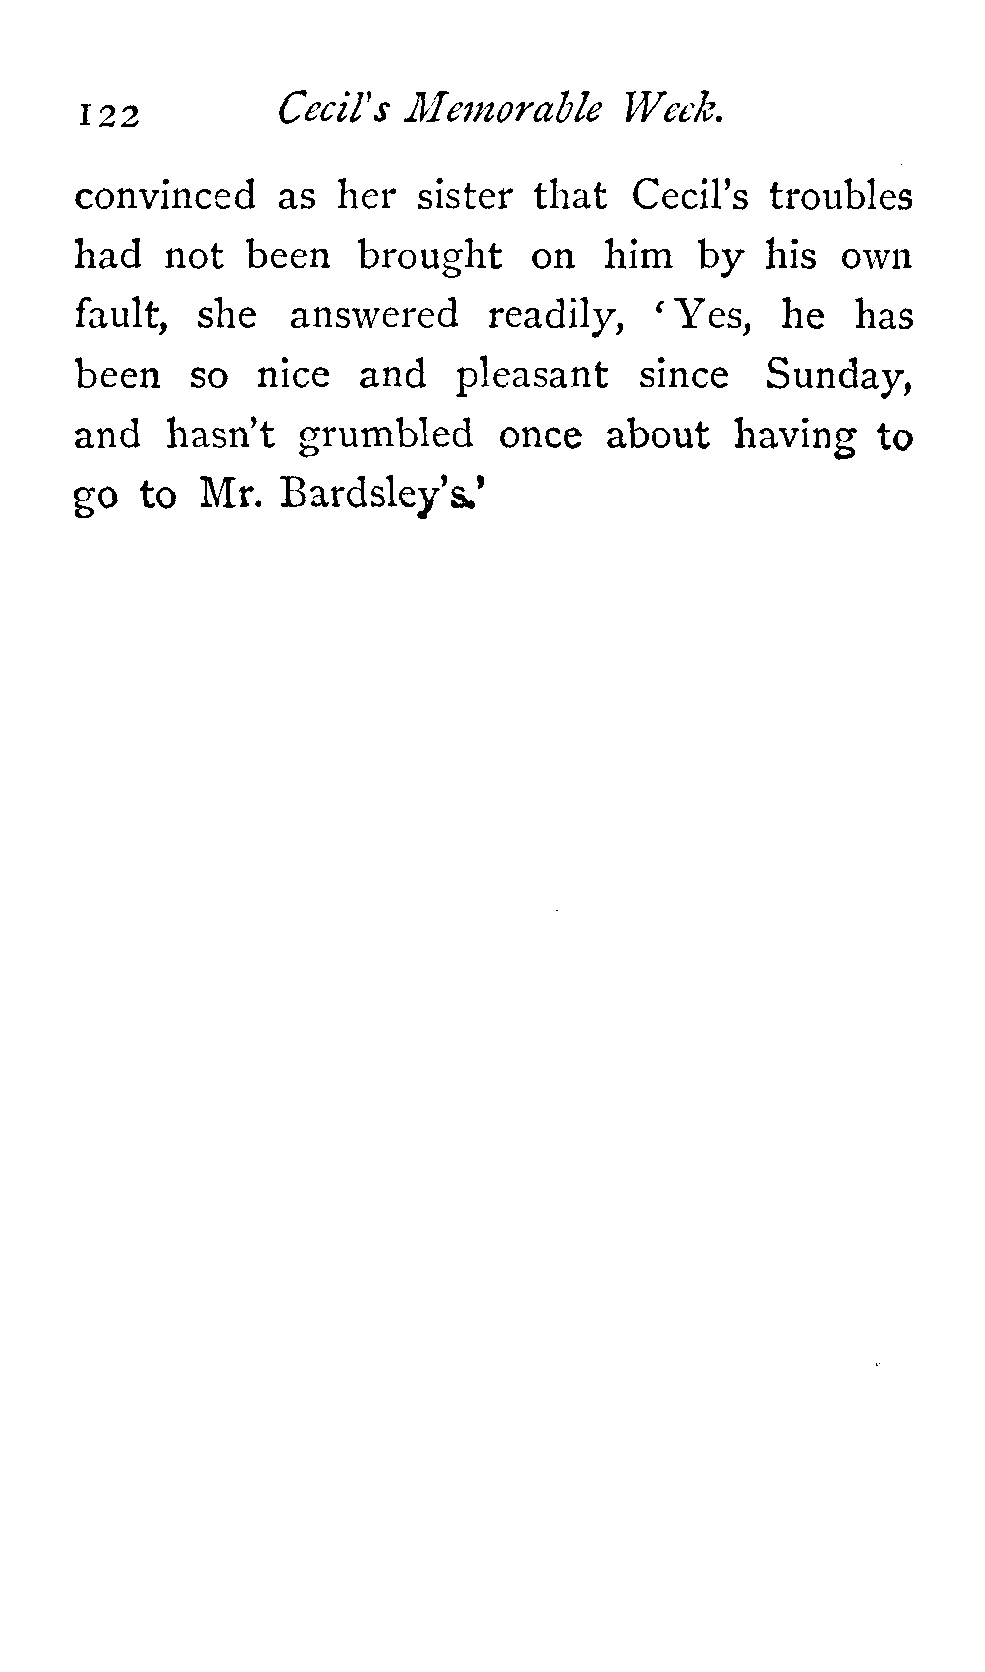 122 Cecil's Memorable Week.
convinced as her sister that Cecil's troubles
had not been brought on him by his own
fault, she answered readily, ‘Yes, he has
been so nice and pleasant since Sunday,
and hasn't grumbled once about having to
go to Mr. Bardsley's.’